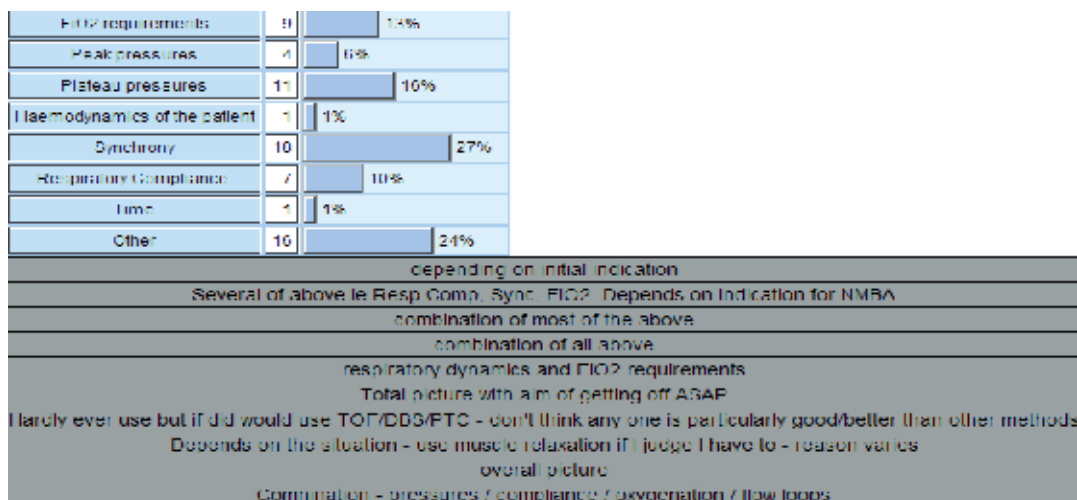 FiO2 requirements 9 13%
Peak pressures 4 6%
Plateau pressures 11 16%
Haemodynamics of the patient 1 1%
Synchrony 18 27%
Respiratory Compliance 7 10%
Time 1 1%
Other 16 24%
depending on initial indication
Several of above ie Resp Comp, Sync, FIO2. Depends on Indication for NMBA
combination of most of the above
combination of all above
respiratory dynamics and FIO2 requirements
Total picture with aim of getting off ASAP
Hardly ever use but if did would use TOF/DBS/PTC - don't think any one is particularly good/better than other methods
Depends on the situation - use muscle relaxation if I judge I have to - reason varies
overall picture
Combination - pressures / compliance / oxygenation / flow loops